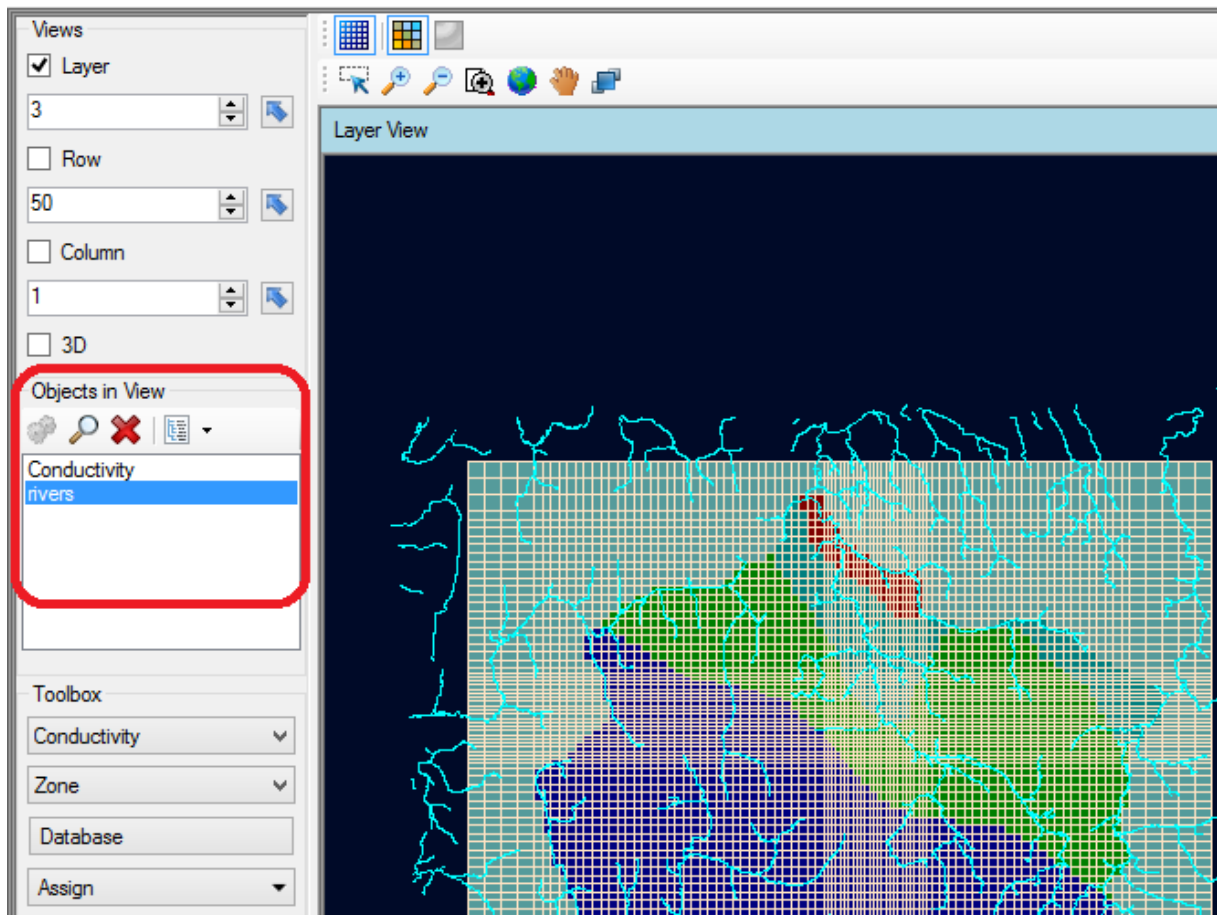 Views
Layer
3
Row
50
Column
1
3D
Objects in View
Conductivity
rivers
Toolbox
Conductivity
Zone
Database
Assign
Layer View